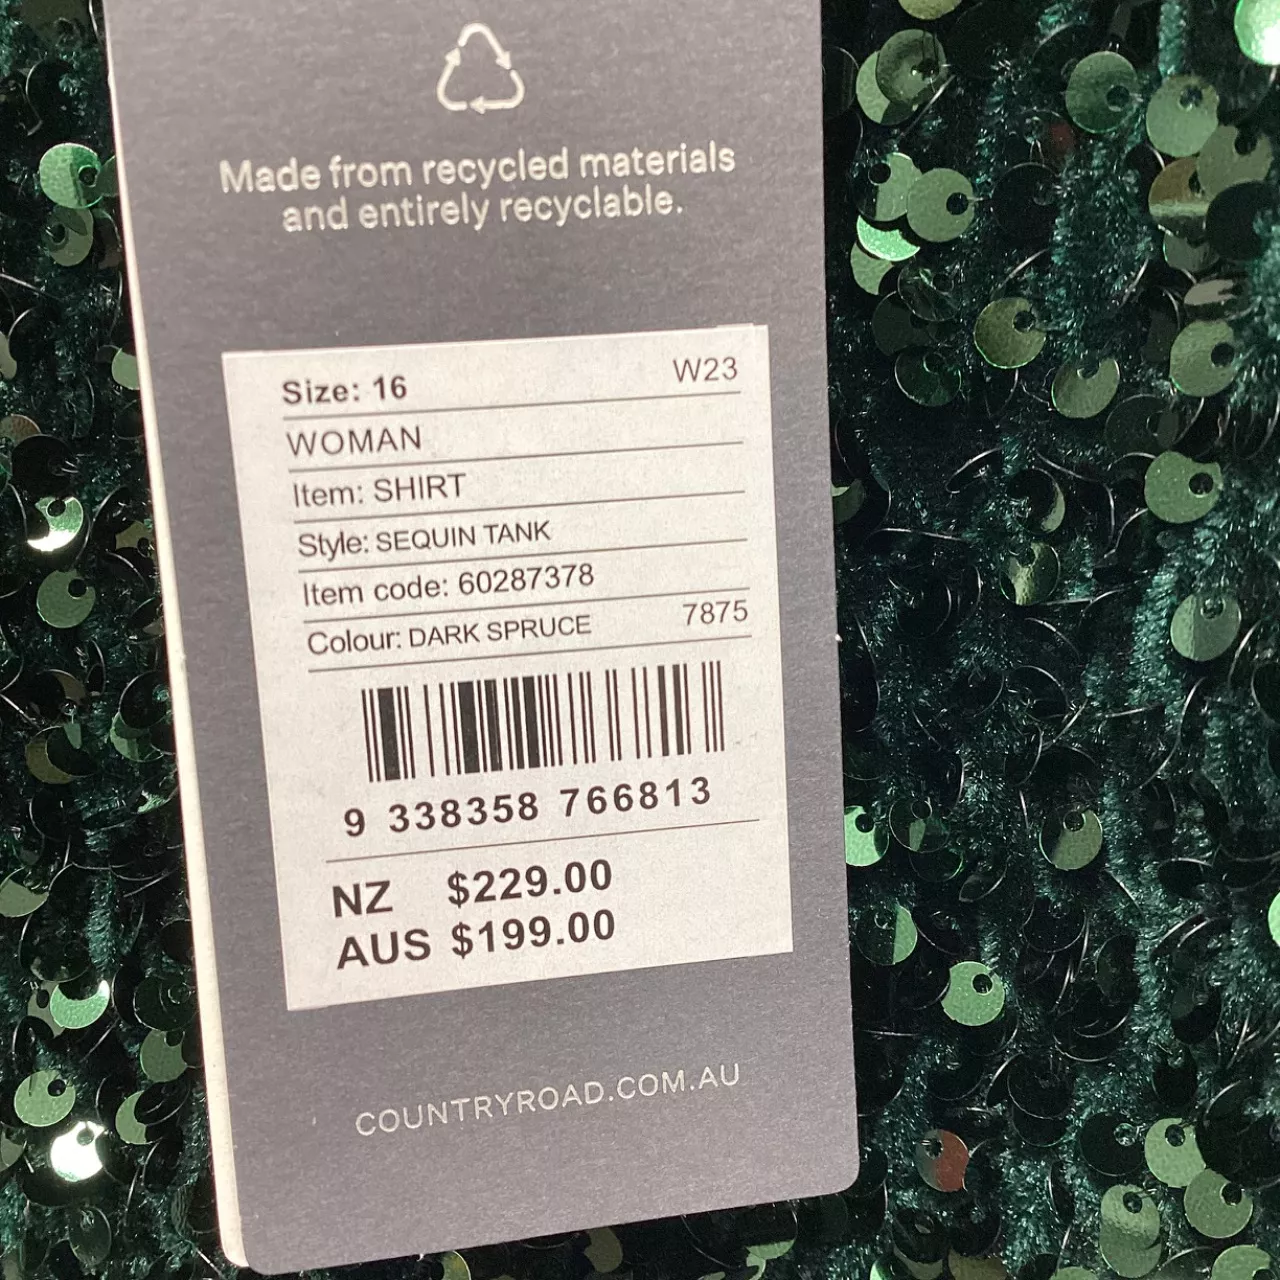 Made from recycled materials
and entirely recyclable.
Size: 16 W23
WOMAN
Item: SHIRT
Style: SEQUIN TANK
Item code: 60287378
Colour: DARK SPRUCE 7875
9 338358 766813
NZ $229.00
AUS $199.00
COUNTRYROAD.COM.AU